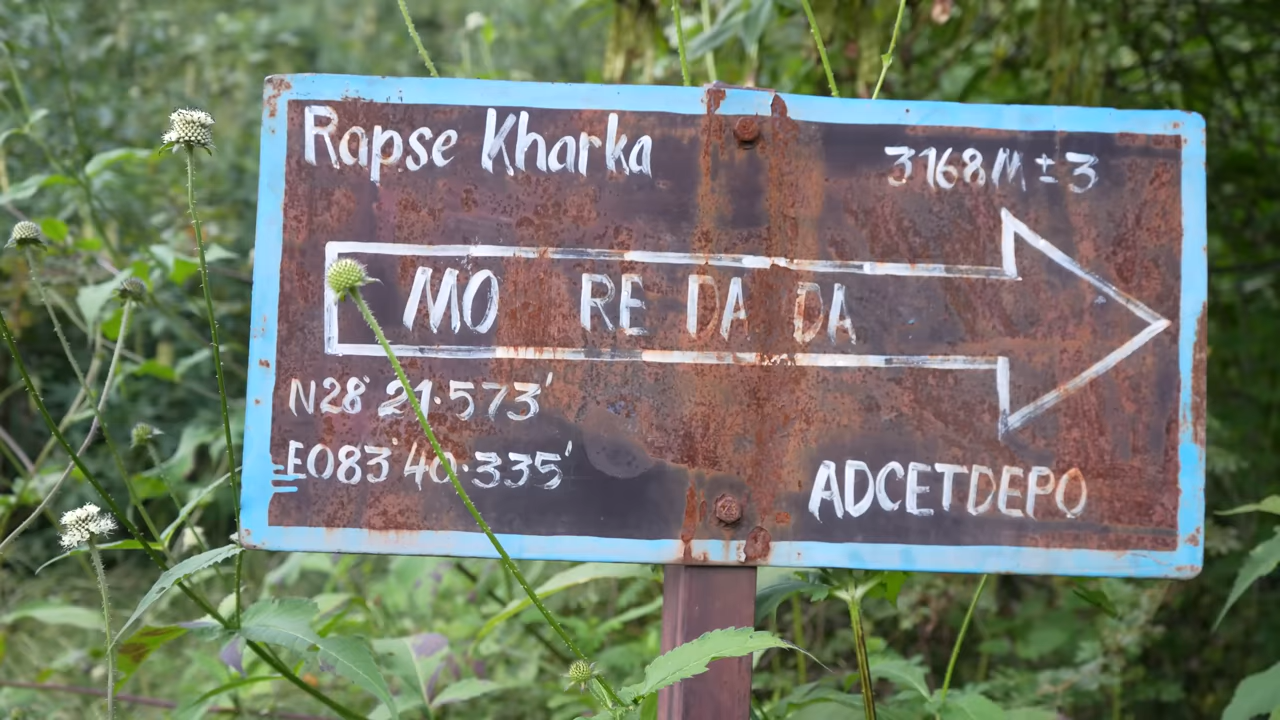 Rapse Kharka 3168M ± 3
MO RE DA DA
N28° 21.573'
E083°40.335'
ADCETDEPO